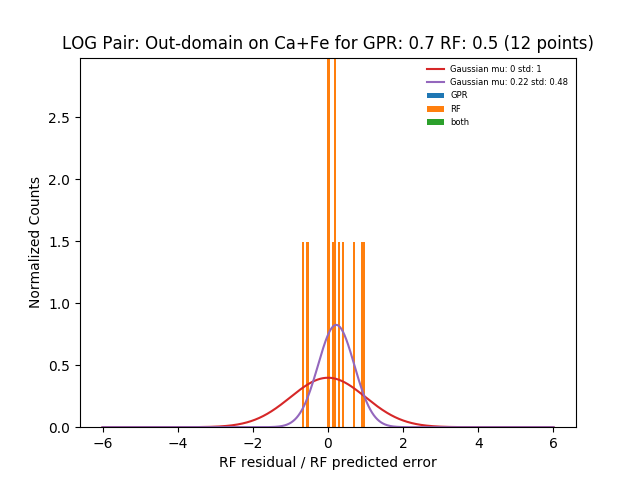 LOG Pair: Out-domain on Ca+Fe for GPR: 0.7 RF: 0.5 (12 points)
Gaussian mu: 0 std: 1
Gaussian mu: 0.22 std: 0.48
GPR
RF
both
Normalized Counts
2.5
2.0
1.5
1.0
0.5
0.0
−6 −4 −2 0 2 4 6
RF residual / RF predicted error